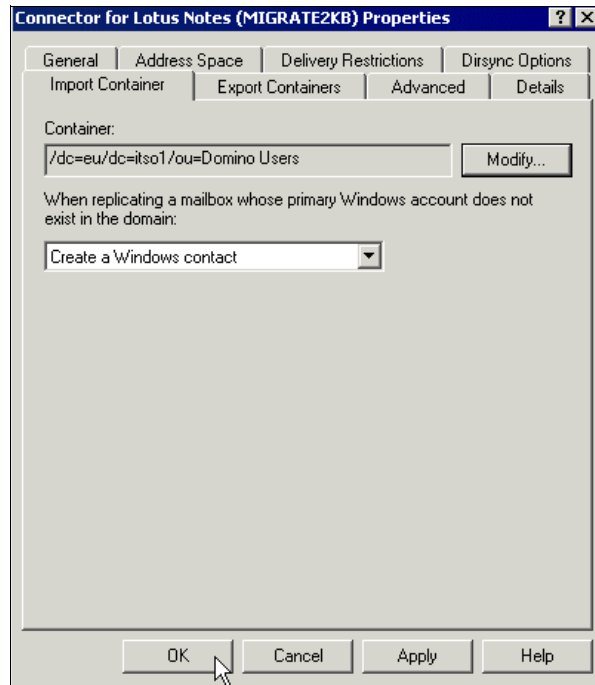 Connector for Lotus Notes (MIGRATE2KB) Properties
General
Address Space
Delivery Restrictions
Dirsync Options
Import Container
Export Containers
Advanced
Details
Container:
/dc=eu/dc=itso1/ou=Domino Users
Modify...
When replicating a mailbox whose primary Windows account does not
exist in the domain:
Create a Windows contact
OK
Cancel
Apply
Help